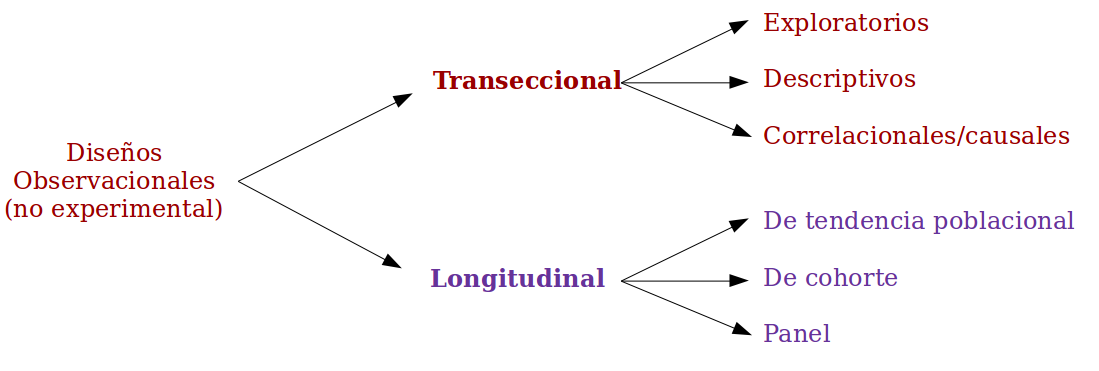 Diseños
Observacionales
(no experimental)
Transeccional
Exploratorios
Descriptivos
Correlacionales/causales
Longitudinal
De tendencia poblacional
De cohorte
Panel